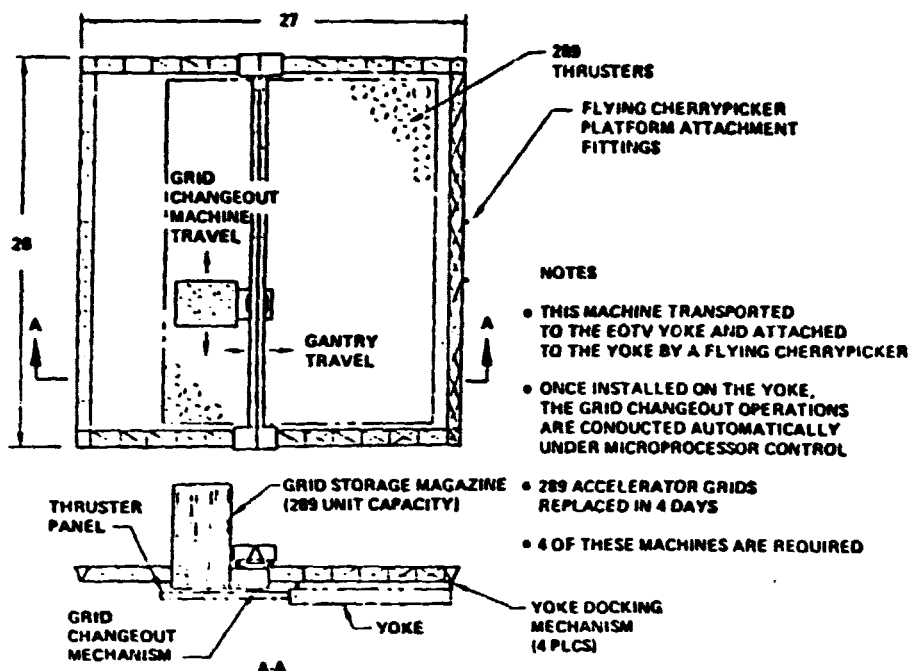 27
289
THRUSTERS
FLYING CHERRYPICKER
PLATFORM ATTACHMENT
FITTINGS
GRID
CHANGEOUT
MACHINE
TRAVEL
28
GANTRY
TRAVEL
A
A
NOTES
• THIS MACHINE TRANSPORTED
TO THE EOTV YOKE AND ATTACHED
TO THE YOKE BY A FLYING CHERRYPICKER
• ONCE INSTALLED ON THE YOKE,
THE GRID CHANGEOUT OPERATIONS
ARE CONDUCTED AUTOMATICALLY
UNDER MICROPROCESSOR CONTROL
• 289 ACCELERATOR GRIDS
REPLACED IN 4 DAYS
• 4 OF THESE MACHINES ARE REQUIRED
GRID STORAGE MAGAZINE
(289 UNIT CAPACITY)
THRUSTER
PANEL
GRID
CHANGEOUT
MECHANISM
YOKE
YOKE DOCKING
MECHANISM
(4 PLCS)
A-A